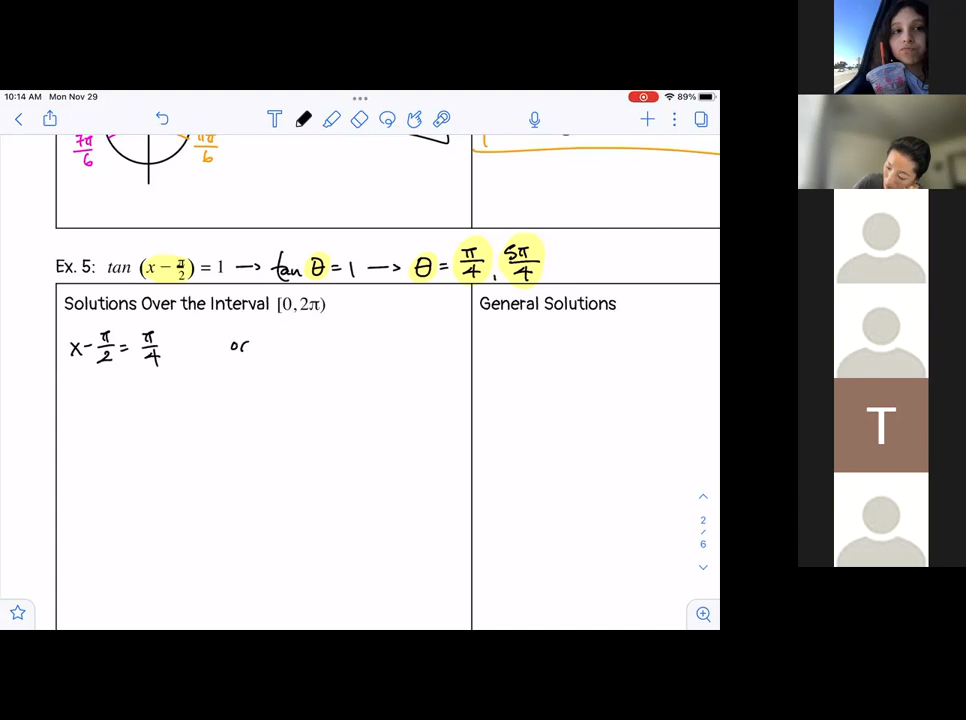 10:14 AM Mon Nov 29
89%
T
7π/6
11π/6
Ex. 5: tan (x − π/2) = 1 → tan θ = 1 → θ = π/4, 5π/4
Solutions Over the Interval [0, 2π)
General Solutions
x − π/2 = π/4 or
2
/
6
T